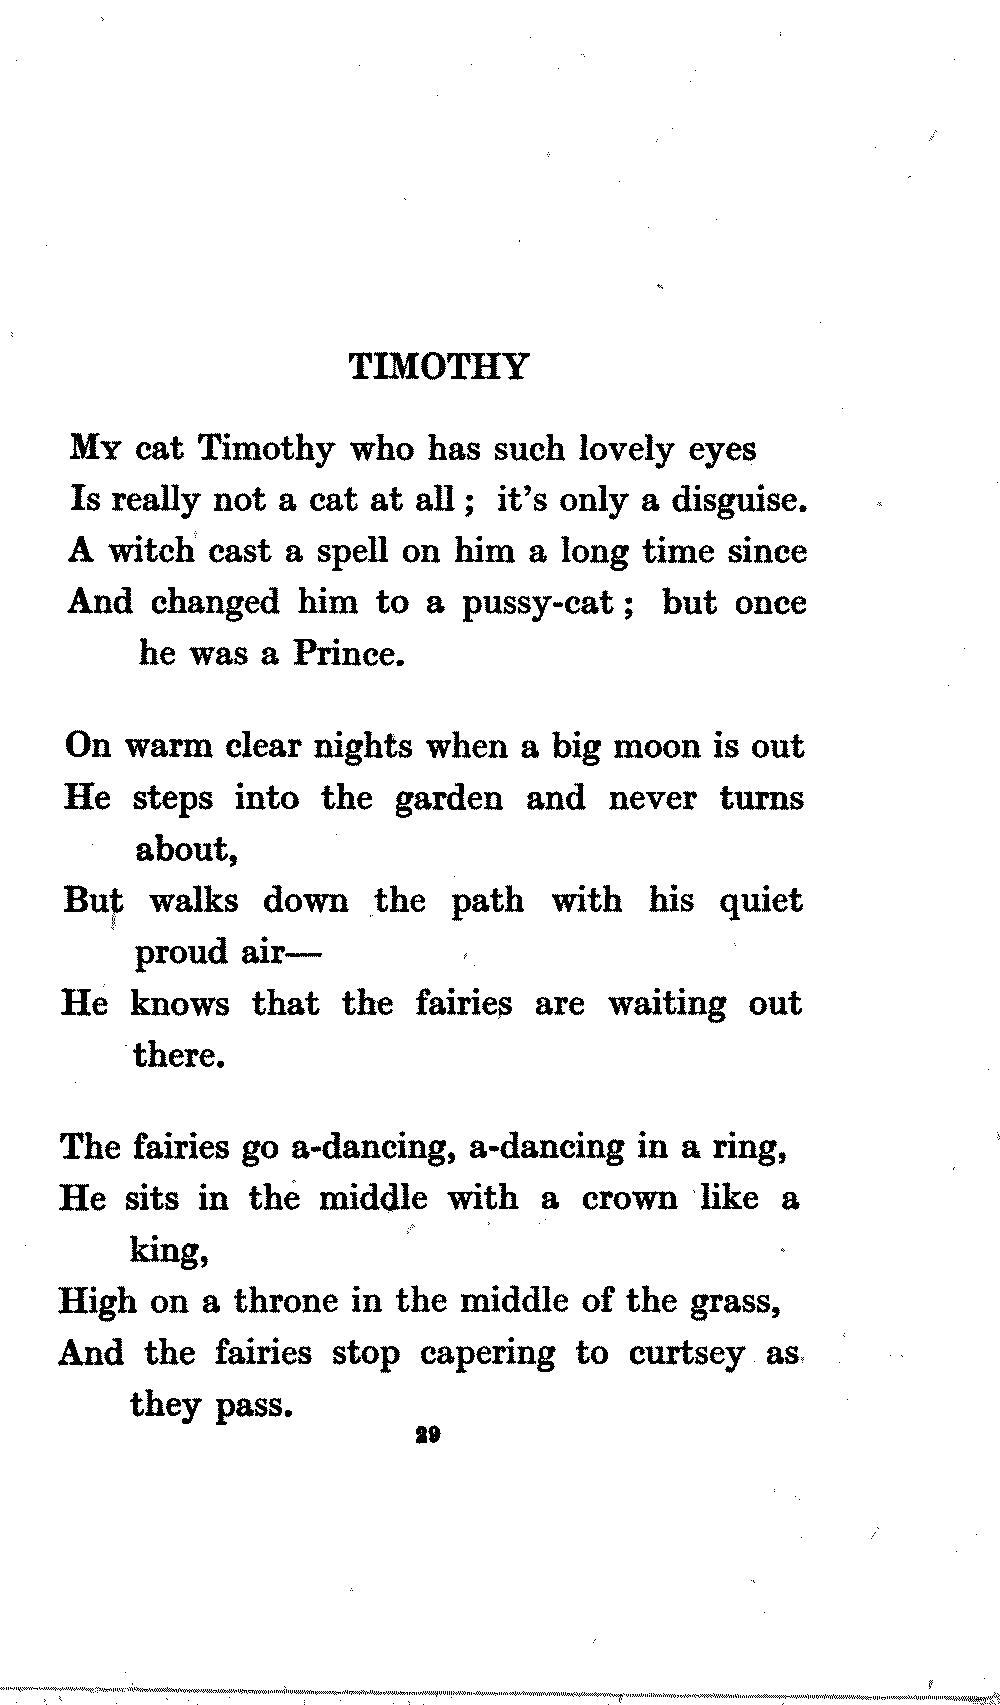 TIMOTHY
My cat Timothy who has such lovely eyes
Is really not a cat at all ; it's only a disguise.
A witch cast a spell on him a long time since
And changed him to a pussy-cat ; but once
he was a Prince.
On warm clear nights when a big moon is out
He steps into the garden and never turns
about,
But walks down the path with his quiet
proud air—
He knows that the fairies are waiting out
there.
The fairies go a-dancing, a-dancing in a ring,
He sits in the middle with a crown like a
king,
High on a throne in the middle of the grass,
And the fairies stop capering to curtsey as
they pass.
29